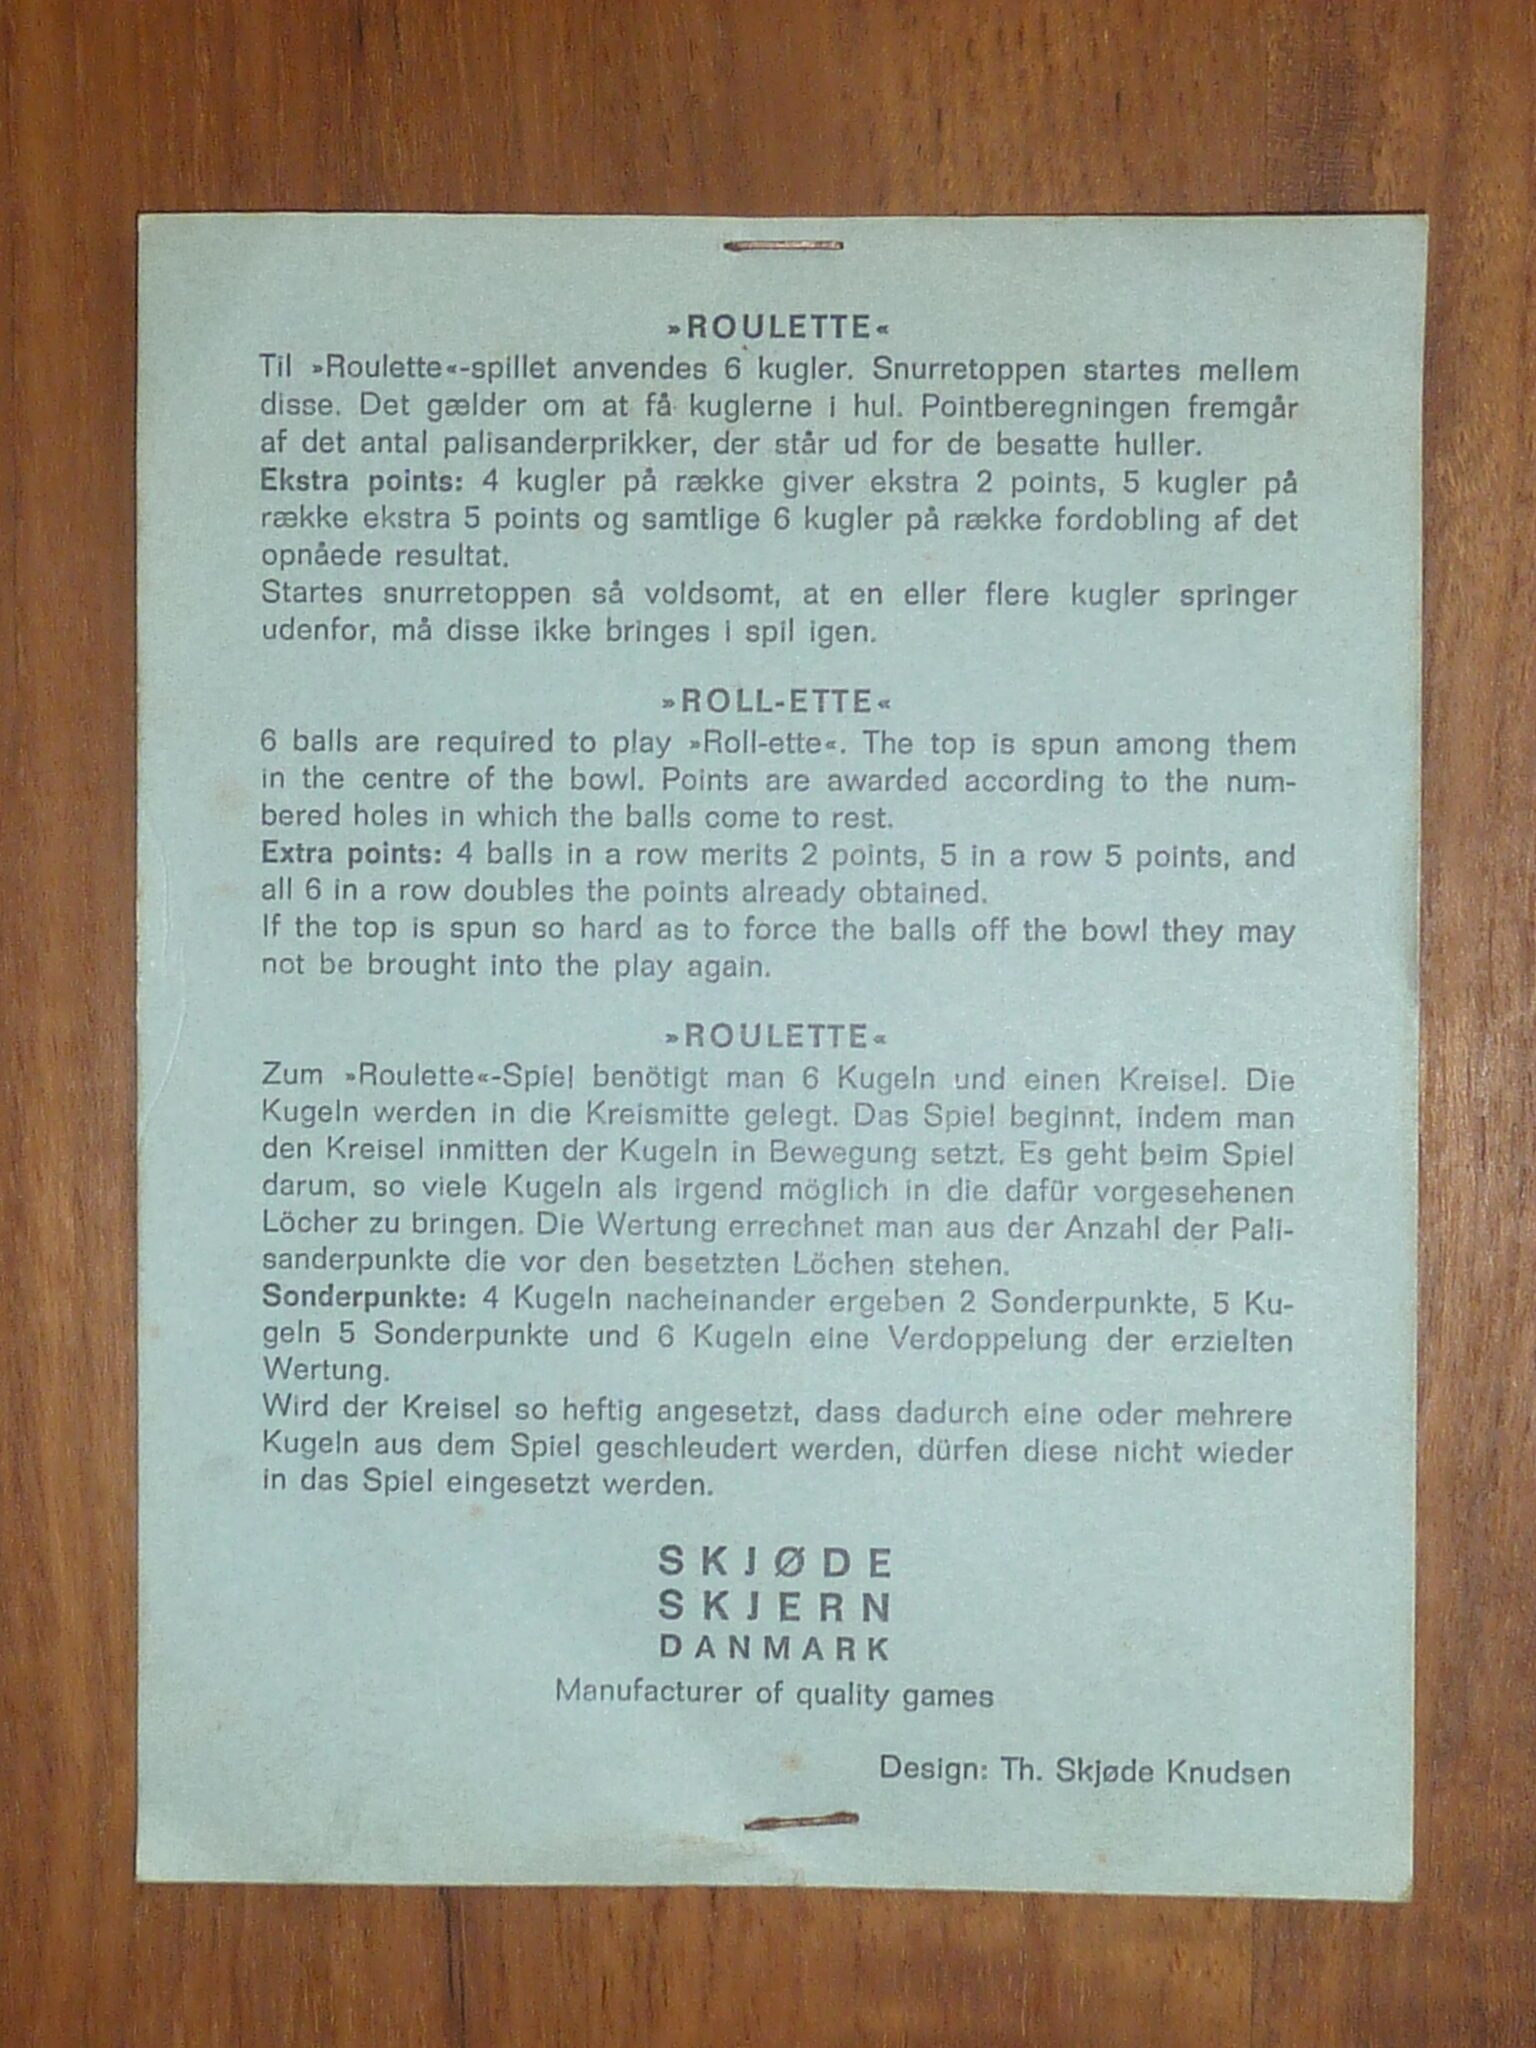 »ROULETTE«
Til »Roulette«-spillet anvendes 6 kugler. Snurretoppen startes mellem
disse. Det gælder om at få kuglerne i hul. Pointberegningen fremgår
af det antal palisanderprikker, der står ud for de besatte huller.
Ekstra points: 4 kugler på række giver ekstra 2 points, 5 kugler på
række ekstra 5 points og samtlige 6 kugler på række fordobling af det
opnåede resultat.
Startes snurretoppen så voldsomt, at en eller flere kugler springer
udenfor, må disse ikke bringes i spil igen.
»ROLL-ETTE«
6 balls are required to play »Roll-ette«. The top is spun among them
in the centre of the bowl. Points are awarded according to the num-
bered holes in which the balls come to rest.
Extra points: 4 balls in a row merits 2 points, 5 in a row 5 points, and
all 6 in a row doubles the points already obtained.
If the top is spun so hard as to force the balls off the bowl they may
not be brought into the play again.
»ROULETTE«
Zum »Roulette«-Spiel benötigt man 6 Kugeln und einen Kreisel. Die
Kugeln werden in die Kreismitte gelegt. Das Spiel beginnt, indem man
den Kreisel inmitten der Kugeln in Bewegung setzt. Es geht beim Spiel
darum, so viele Kugeln als irgend möglich in die dafür vorgesehenen
Löcher zu bringen. Die Wertung errechnet man aus der Anzahl der Pali-
sanderpunkte die vor den besetzten Löchen stehen.
Sonderpunkte: 4 Kugeln nacheinander ergeben 2 Sonderpunkte, 5 Ku-
geln 5 Sonderpunkte und 6 Kugeln eine Verdoppelung der erzielten
Wertung.
Wird der Kreisel so heftig angesetzt, dass dadurch eine oder mehrere
Kugeln aus dem Spiel geschleudert werden, dürfen diese nicht wieder
in das Spiel eingesetzt werden.
SKJØDE
SKJERN
DANMARK
Manufacturer of quality games
Design: Th. Skjøde Knudsen